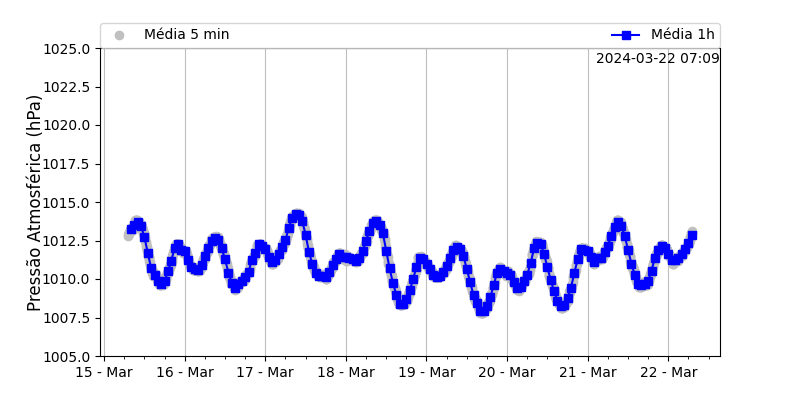 Média 5 min
Média 1h
2024-03-22 07:09
Pressão Atmosférica (hPa)
1025.0
1022.5
1020.0
1017.5
1015.0
1012.5
1010.0
1007.5
1005.0
15 - Mar
16 - Mar
17 - Mar
18 - Mar
19 - Mar
20 - Mar
21 - Mar
22 - Mar